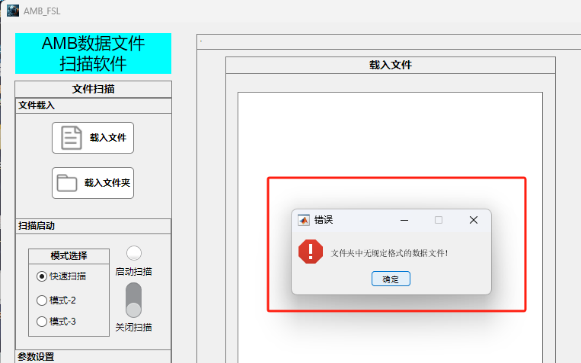 AMB_FSL
AMB数据文件
扫描软件
文件扫描
文件载入
载入文件
载入文件夹
扫描启动
模式选择
快速扫描
模式-2
模式-3
启动扫描
关闭扫描
参数设置
载入文件
错误
文件夹中无规定格式的数据文件!
确定